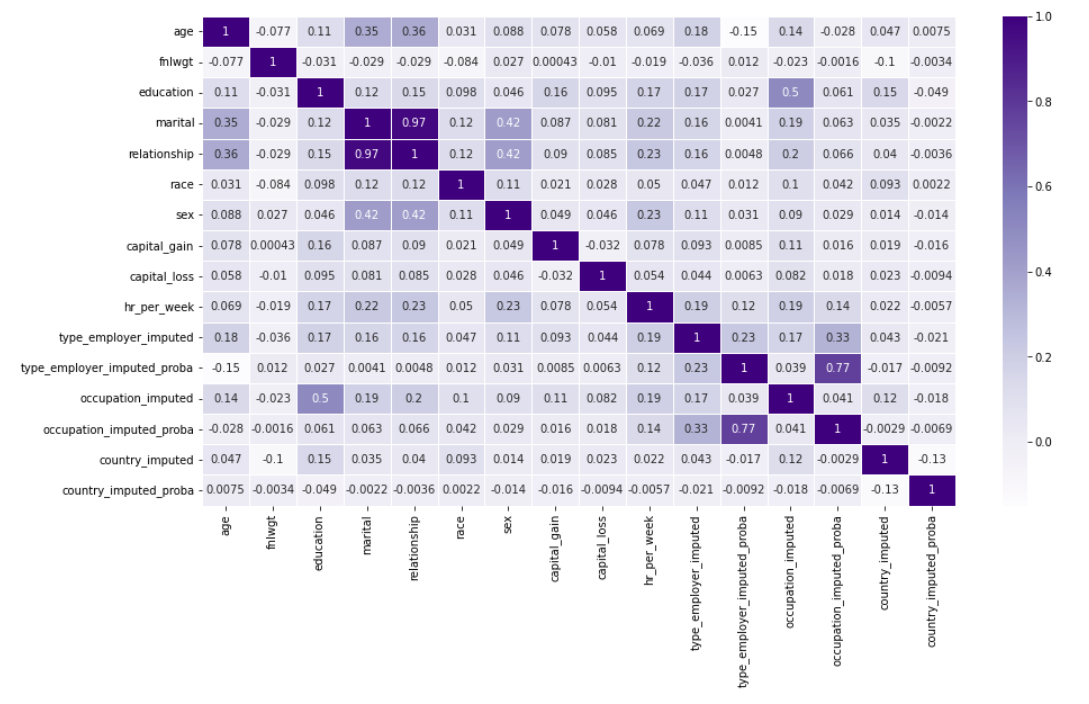 age 1 -0.077 0.11 0.35 0.36 0.031 0.088 0.078 0.058 0.069 0.18 -0.15 0.14 -0.028 0.047 0.0075
fnlwgt -0.077 1 -0.031 -0.029 -0.029 -0.084 0.027 0.00043 -0.01 -0.019 -0.036 0.012 -0.023 -0.0016 -0.1 -0.0034
education 0.11 -0.031 1 0.12 0.15 0.098 0.046 0.16 0.095 0.17 0.17 0.027 0.5 0.061 0.15 -0.049
marital 0.35 -0.029 0.12 1 0.97 0.12 0.42 0.087 0.081 0.22 0.16 0.0041 0.19 0.063 0.035 -0.0022
relationship 0.36 -0.029 0.15 0.97 1 0.12 0.42 0.09 0.085 0.23 0.16 0.0048 0.2 0.066 0.04 -0.0036
race 0.031 -0.084 0.098 0.12 0.12 1 0.11 0.021 0.028 0.05 0.047 0.012 0.1 0.042 0.093 0.0022
sex 0.088 0.027 0.046 0.42 0.42 0.11 1 0.049 0.046 0.23 0.11 0.031 0.09 0.029 0.014 -0.014
capital_gain 0.078 0.00043 0.16 0.087 0.09 0.021 0.049 1 -0.032 0.078 0.093 0.0085 0.11 0.016 0.019 -0.016
capital_loss 0.058 -0.01 0.095 0.081 0.085 0.028 0.046 -0.032 1 0.054 0.044 0.0063 0.082 0.018 0.023 -0.0094
hr_per_week 0.069 -0.019 0.17 0.22 0.23 0.05 0.23 0.078 0.054 1 0.19 0.12 0.19 0.14 0.022 -0.0057
type_employer_imputed 0.18 -0.036 0.17 0.16 0.16 0.047 0.11 0.093 0.044 0.19 1 0.23 0.17 0.33 0.043 -0.021
type_employer_imputed_proba -0.15 0.012 0.027 0.0041 0.0048 0.012 0.031 0.0085 0.0063 0.12 0.23 1 0.039 0.77 -0.017 -0.0092
occupation_imputed 0.14 -0.023 0.5 0.19 0.2 0.1 0.09 0.11 0.082 0.19 0.17 0.039 1 0.041 0.12 -0.018
occupation_imputed_proba -0.028 -0.0016 0.061 0.063 0.066 0.042 0.029 0.016 0.018 0.14 0.33 0.77 0.041 1 -0.0029 -0.0069
country_imputed 0.047 -0.1 0.15 0.035 0.04 0.093 0.014 0.019 0.023 0.022 0.043 -0.017 0.12 -0.0029 1 -0.13
country_imputed_proba 0.0075 -0.0034 -0.049 -0.0022 -0.0036 0.0022 -0.014 -0.016 -0.0094 -0.0057 -0.021 -0.0092 -0.018 -0.0069 -0.13 1
age
fnlwgt
education
marital
relationship
race
sex
capital_gain
capital_loss
hr_per_week
type_employer_imputed
type_employer_imputed_proba
occupation_imputed
occupation_imputed_proba
country_imputed
country_imputed_proba
1.0
0.8
0.6
0.4
0.2
0.0